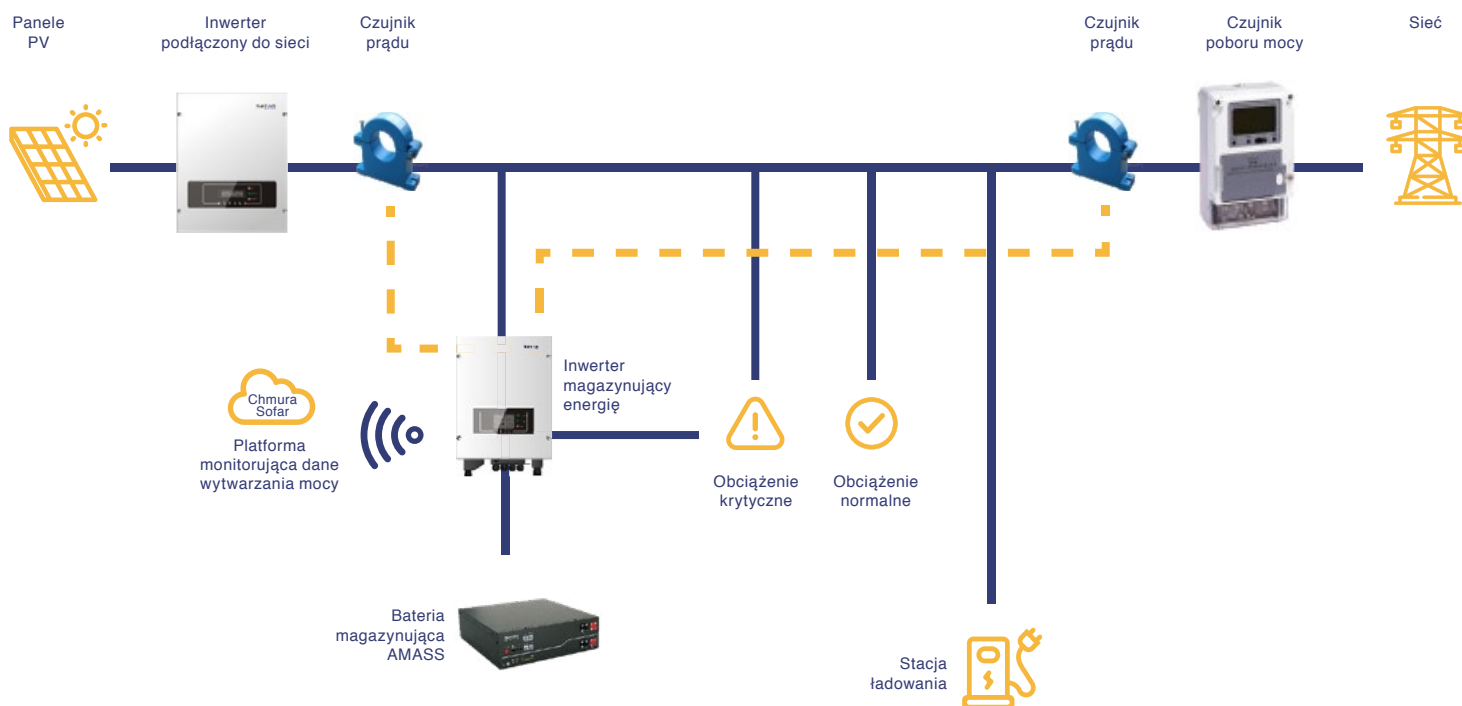 Panele
PV
Inwerter
podłączony do sieci
Czujnik
prądu
Czujnik
prądu
Czujnik
poboru mocy
Sieć
Inwerter
magazynujący
energię
Chmura
Sofar
Platforma
monitorująca dane
wytwarzania mocy
Obciążenie
krytyczne
Obciążenie
normalne
Bateria
magazynująca
AMASS
Stacja
ładowania